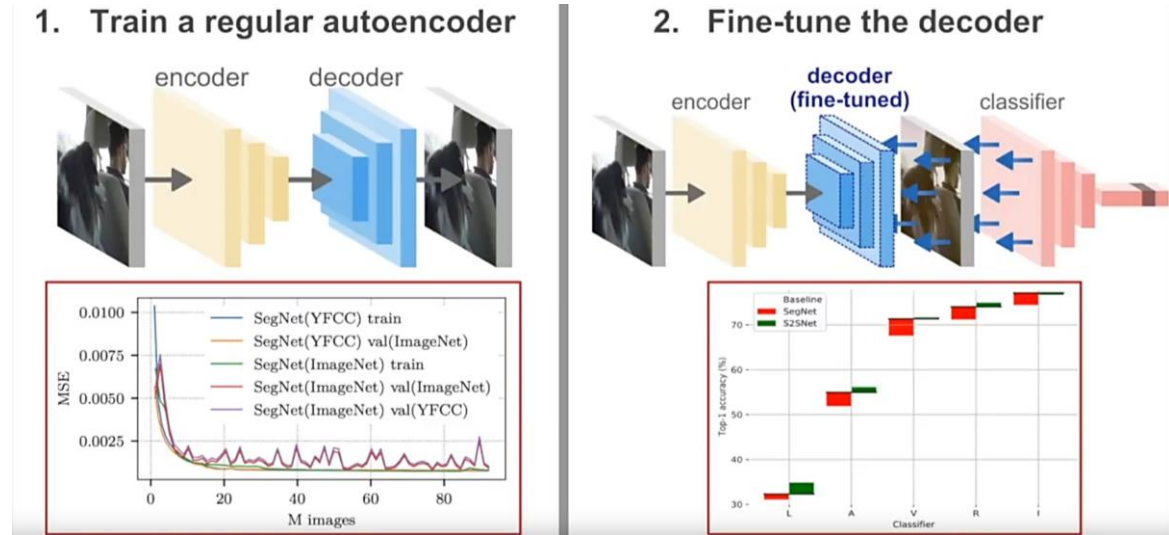 1. Train a regular autoencoder
encoder
decoder
0.0100
0.0075
0.0050
0.0025
MSE
SegNet(YFCC) train
SegNet(YFCC) val(ImageNet)
SegNet(ImageNet) train
SegNet(ImageNet) val(ImageNet)
SegNet(ImageNet) val(YFCC)
0 20 40 60 80
M images
2. Fine-tune the decoder
encoder
decoder
(fine-tuned)
classifier
Baseline
SegNet
S2SNet
70
60
50
40
30
Top-1 accuracy (%)
L A V R I
Classifier